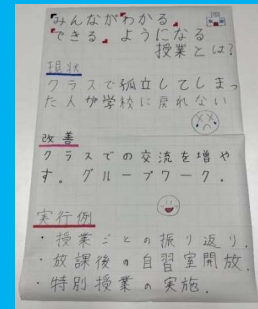 「みんなが「わかる」
「できる」ようになる
授業とは?
現状
クラスで孤立してしまっ
た人や学校に戻れない
改善
クラスでの交流を増や
す。グループワーク。
実行例
・授業ごとの振り返り。
・放課後の自習室開放。
・特別授業の実施。